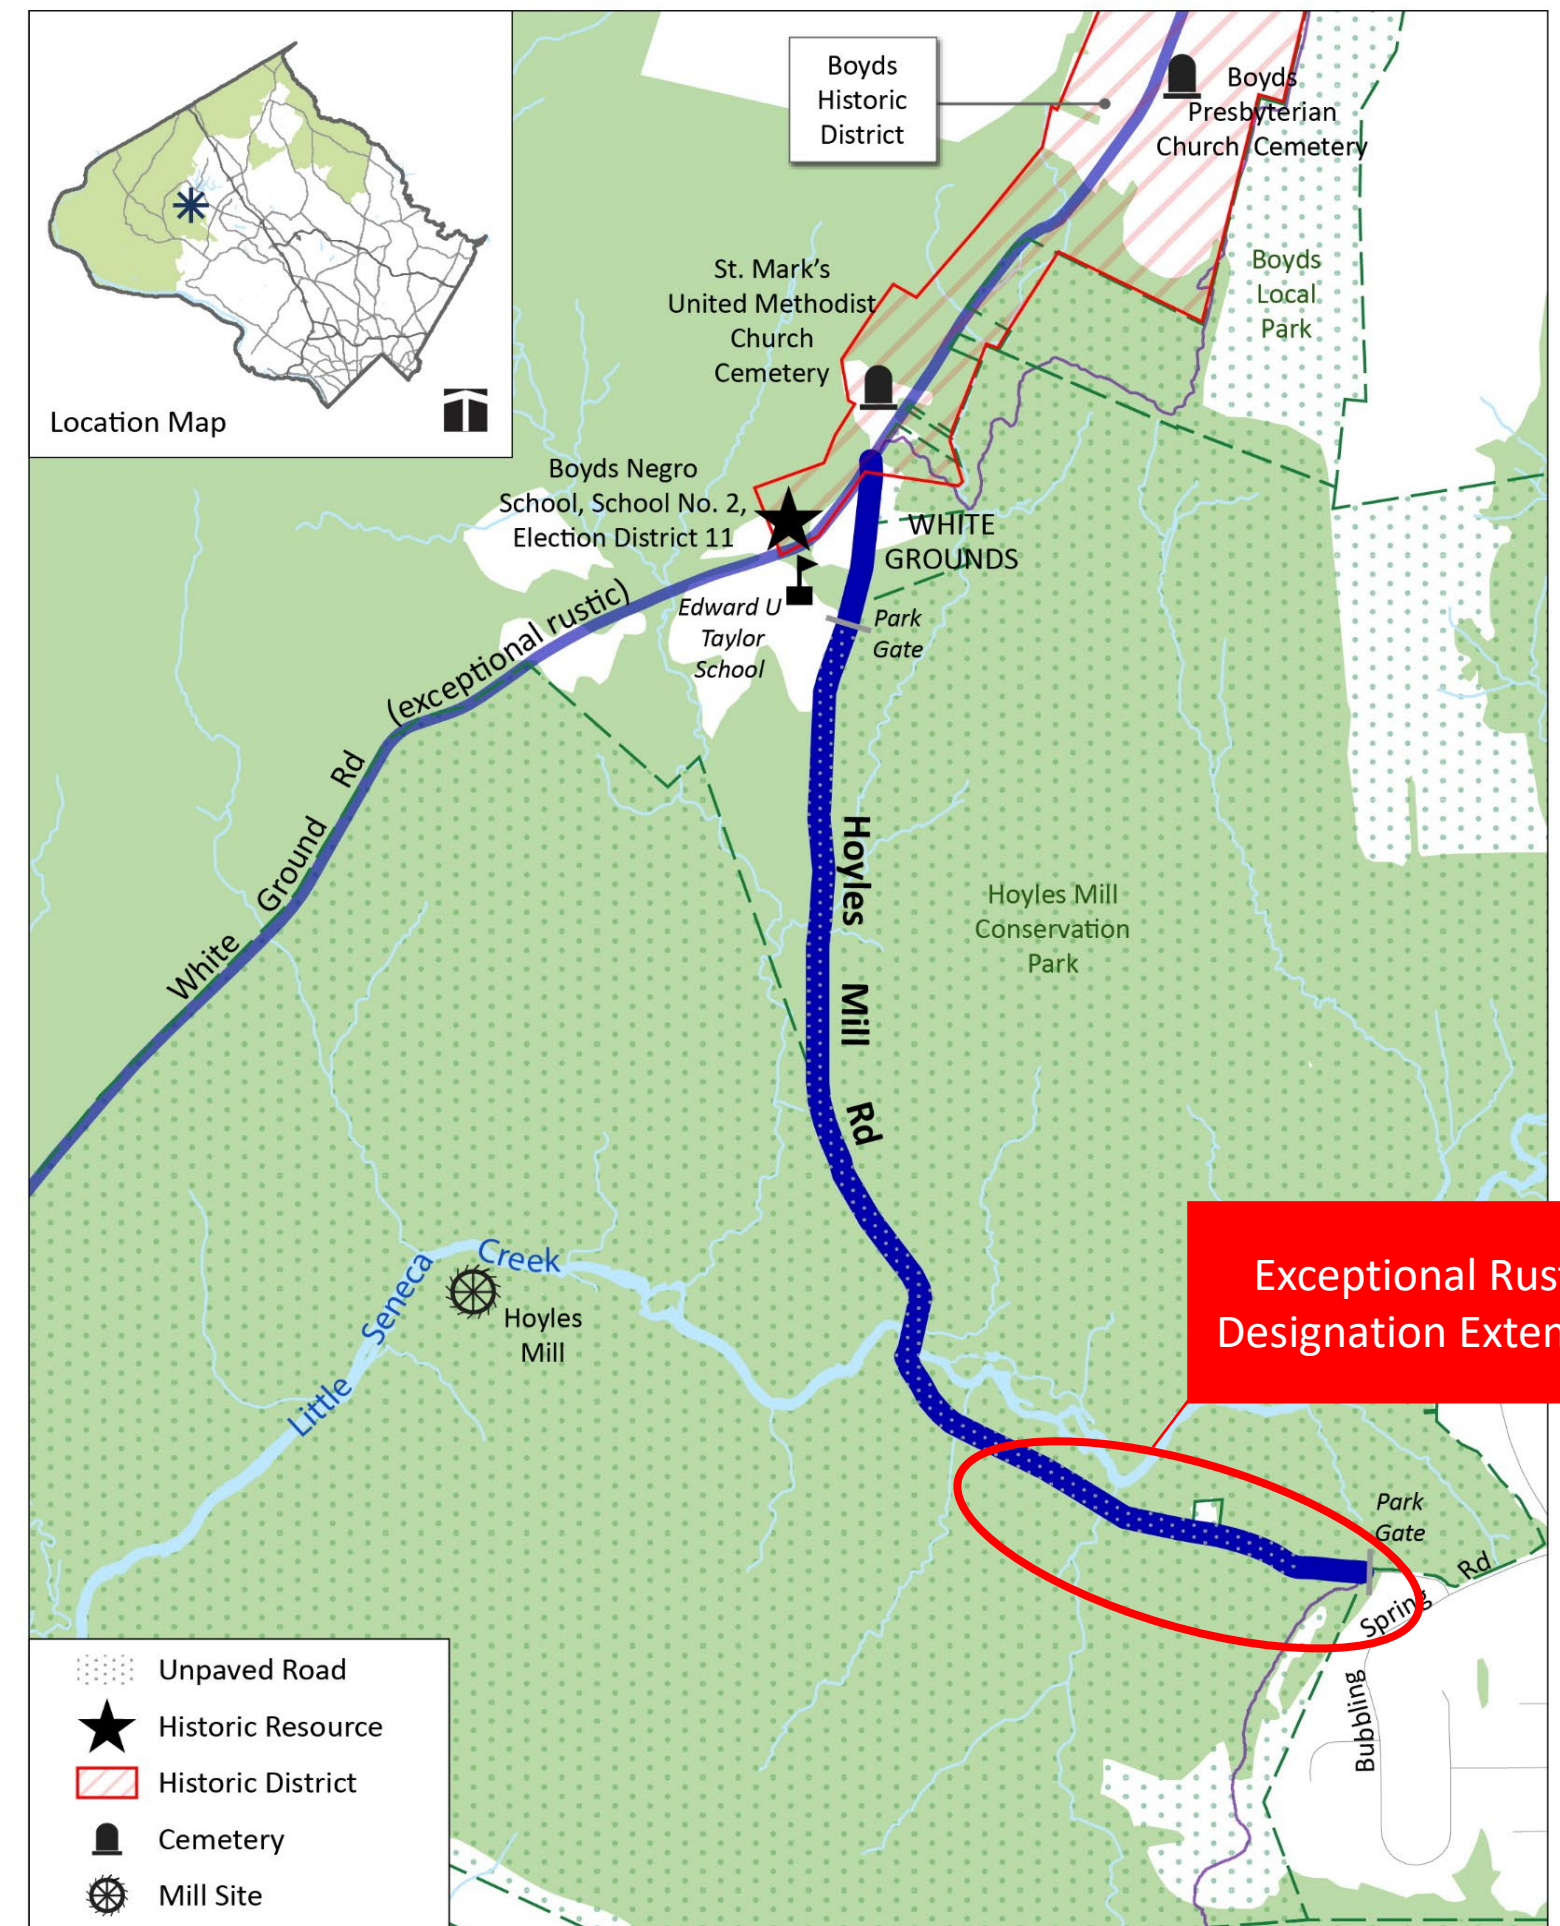 Location Map
Boyds
Historic
District
Boyds
Presbyterian
Church Cemetery
St. Mark’s
United Methodist
Church
Cemetery
Boyds
Local
Park
Boyds Negro
School, School No. 2,
Election District 11
WHITE
GROUNDS
Edward U
Taylor
School
Park
Gate
White Ground Rd (exceptional rustic)
Hoyles Mill Rd
Hoyles Mill
Conservation
Park
Little Seneca Creek
Hoyles
Mill
Exceptional
Designation
Park
Gate
Bubbling Spring Rd
Unpaved Road
Historic Resource
Historic District
Cemetery
Mill Site